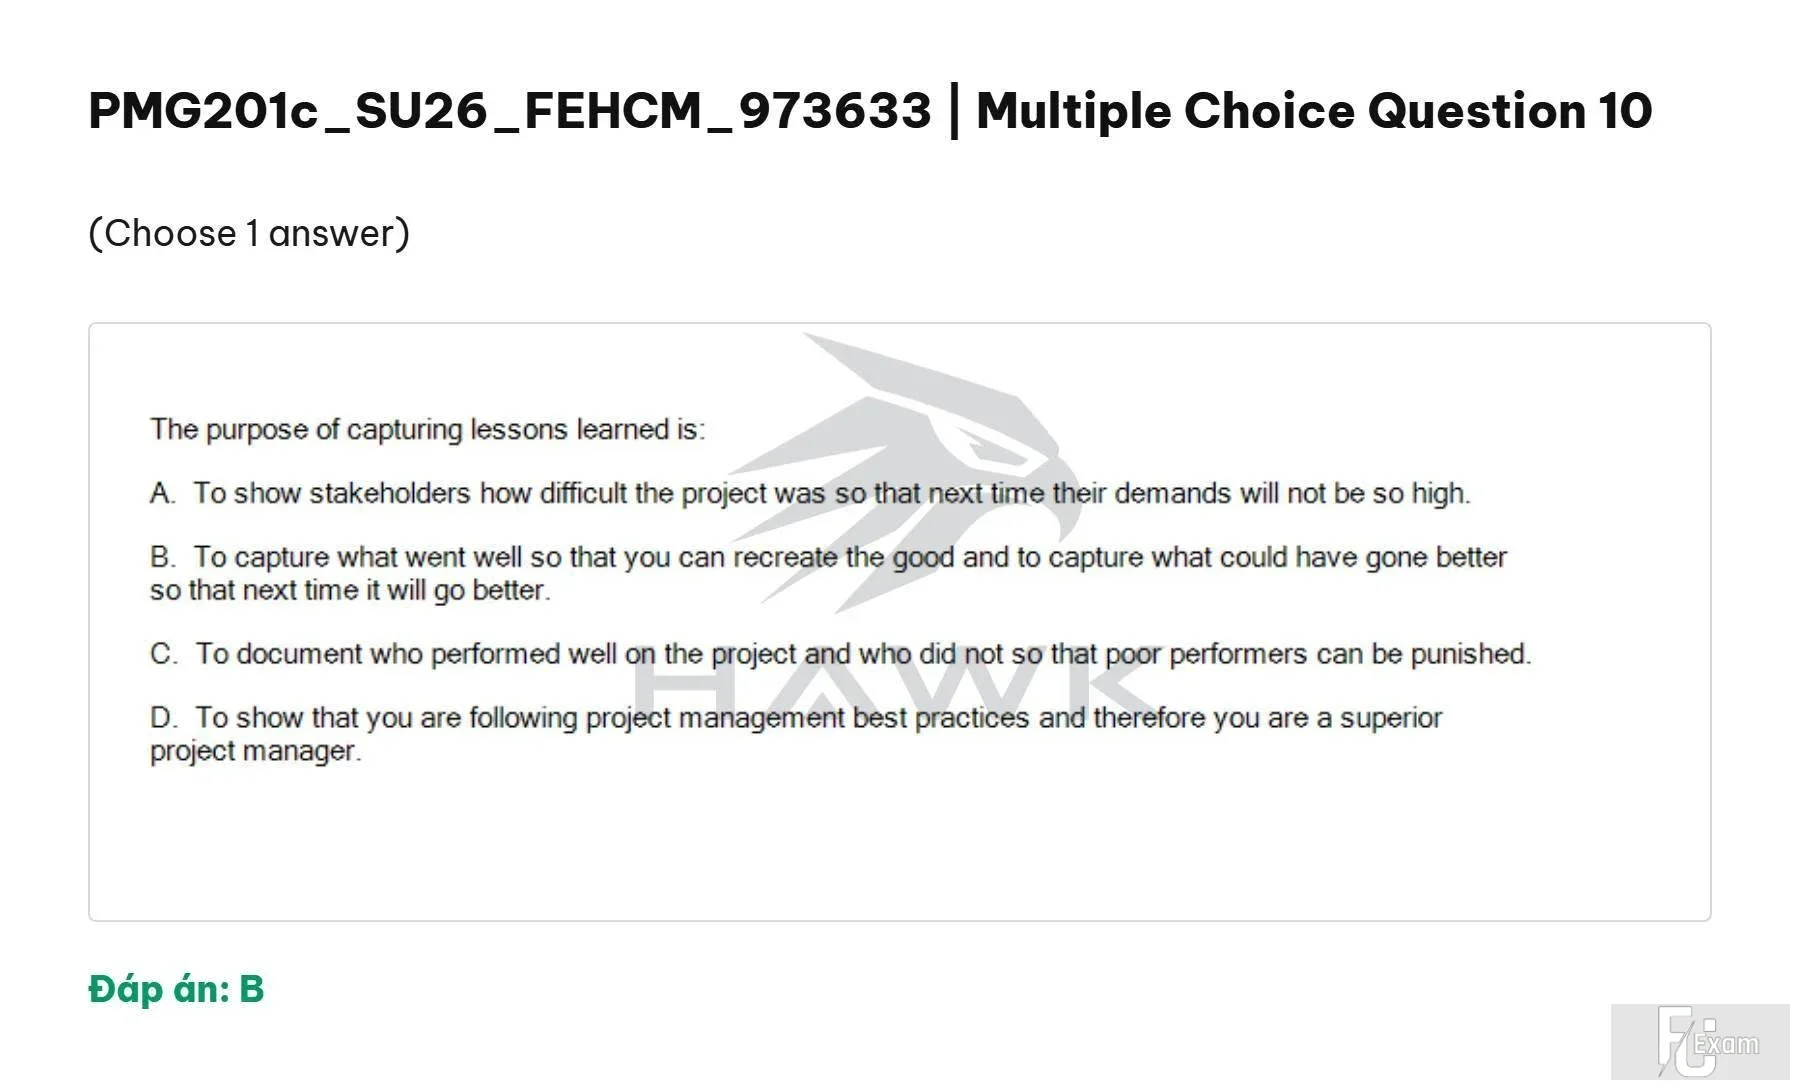 PMG201c_SU26_FEHCM_973633 | Multiple Choice Question 10
(Choose 1 answer)
The purpose of capturing lessons learned is:
A. To show stakeholders how difficult the project was so that next time their demands will not be so high.
B. To capture what went well so that you can recreate the good and to capture what could have gone better
so that next time it will go better.
C. To document who performed well on the project and who did not so that poor performers can be punished.
D. To show that you are following project management best practices and therefore you are a superior
project manager.
HAWK
Đáp án: B
FU Exam